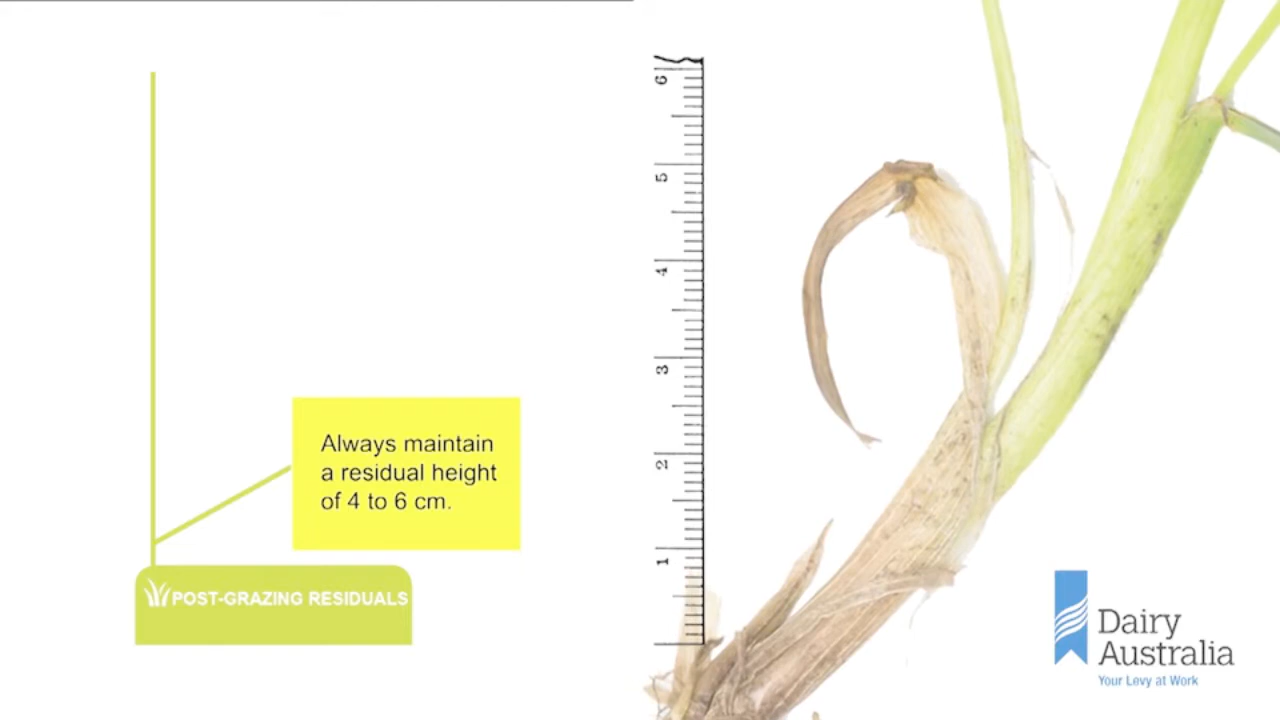 Always maintain
a residual height
of 4 to 6 cm.
POST-GRAZING RESIDUALS
6
5
4
3
2
1
Dairy
Australia
Your Levy at Work